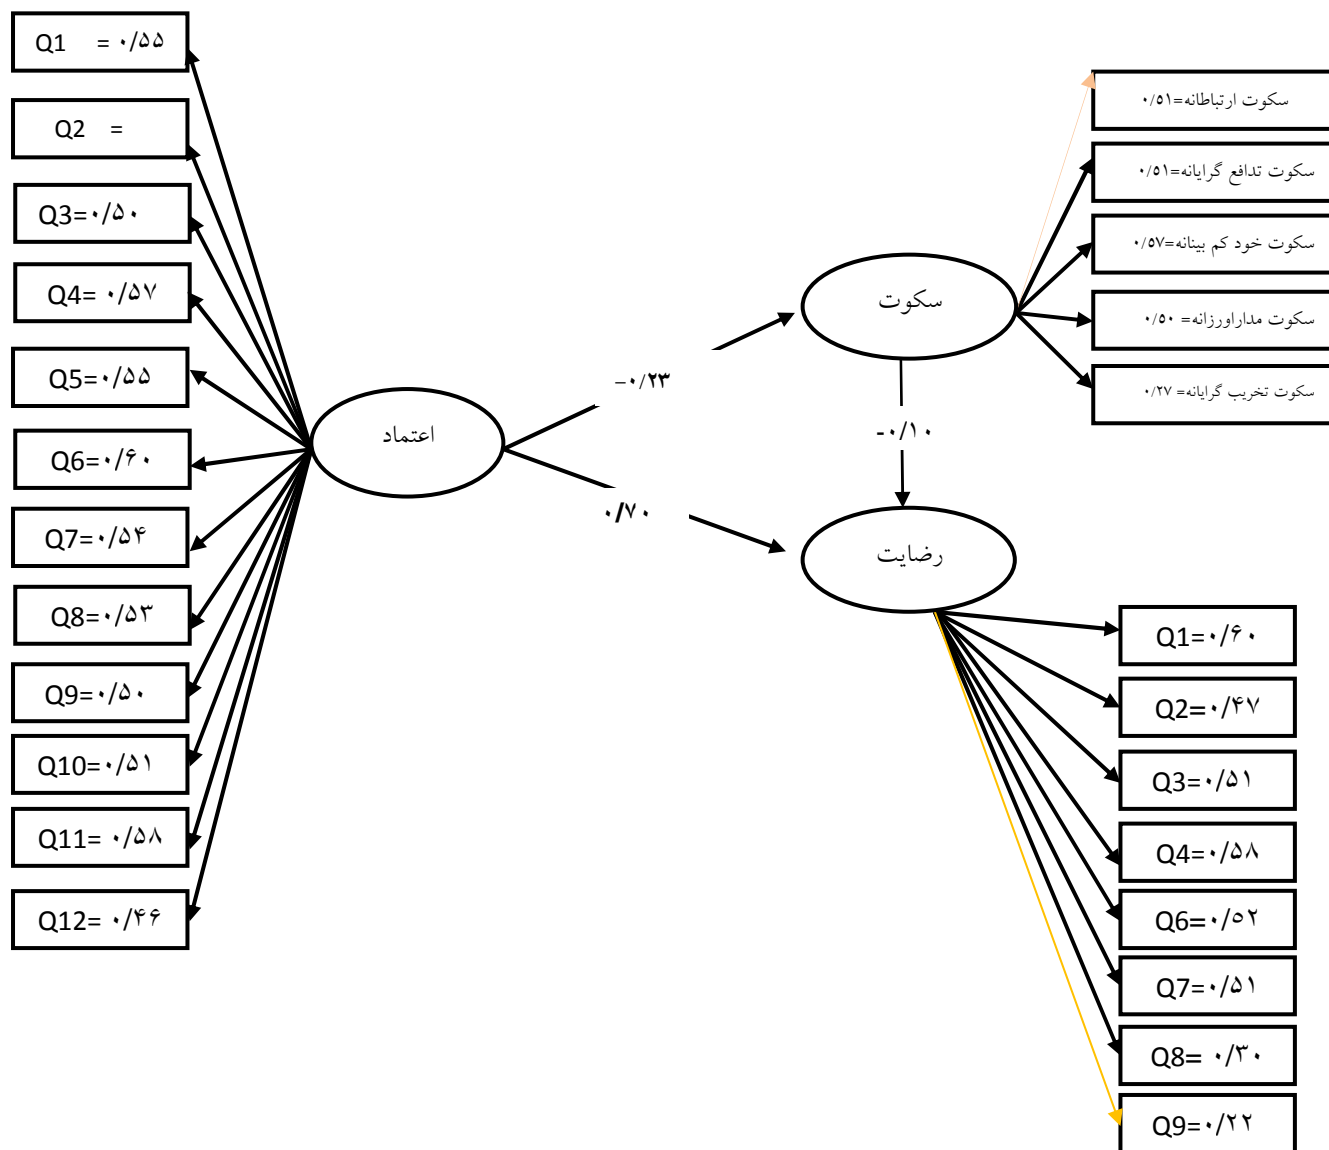 Q1 = ۰/۵۵
Q2 =
Q3=۰/۵۰
Q4= ۰/۵۷
Q5=۰/۵۵
Q6=۰/۶۰
Q7=۰/۵۴
Q8=۰/۵۳
Q9=۰/۵۰
Q10=۰/۵۱
Q11= ۰/۵۸
Q12= ۰/۴۶
اعتماد
-۰/۲۳
۰/۷۰
سکوت
-۰/۱۰
رضایت
سکوت ارتباطانه=۰/۵۱
سکوت تدافع گرایانه=۰/۵۱
سکوت خود کم بینانه=۰/۵۷
سکوت مداراورزانه= ۰/۵۰
سکوت تخریب گرایانه= ۰/۲۷
Q1=۰/۶۰
Q2=۰/۴۷
Q3=۰/۵۱
Q4=۰/۵۸
Q6=۰/۵۲
Q7=۰/۵۱
Q8= ۰/۳۰
Q9=۰/۲۲